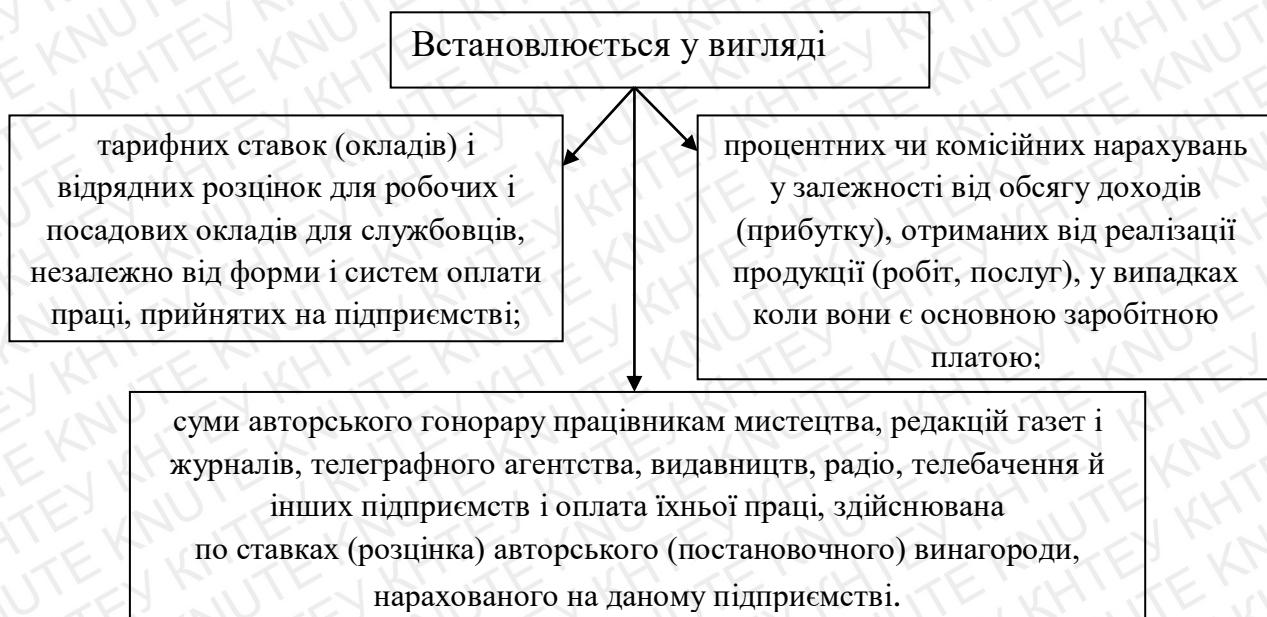 Встановлюється у вигляді
тарифних ставок (окладів) і
відрядних розцінок для робочих і
посадових окладів для службовців,
незалежно від форми і систем оплати
праці, прийнятих на підприємстві;
процентних чи комісійних нарахувань
у залежності від обсягу доходів
(прибутку), отриманих від реалізації
продукції (робіт, послуг), у випадках
коли вони є основною заробітною
платою;
суми авторського гонорару працівникам мистецтва, редакцій газет і
журналів, телеграфного агентства, видавництв, радіо, телебачення й
інших підприємств і оплата їхньої праці, здійснювана
по ставках (розцінка) авторського (постановочного) винагороди,
нарахованого на даному підприємстві.